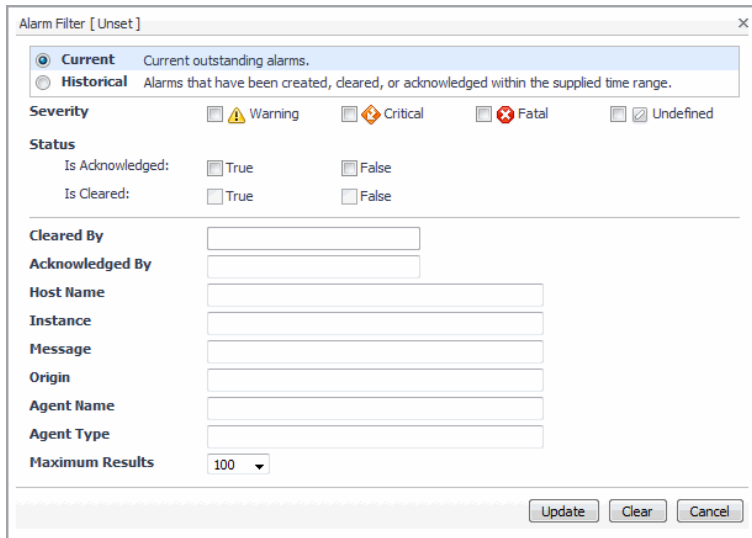 Alarm Filter [ Unset ]
Current Current outstanding alarms.
Historical Alarms that have been created, cleared, or acknowledged within the supplied time range.
Severity Warning Critical Fatal Undefined
Status
Is Acknowledged: True False
Is Cleared: True False
Cleared By
Acknowledged By
Host Name
Instance
Message
Origin
Agent Name
Agent Type
Maximum Results 100
Update Clear Cancel